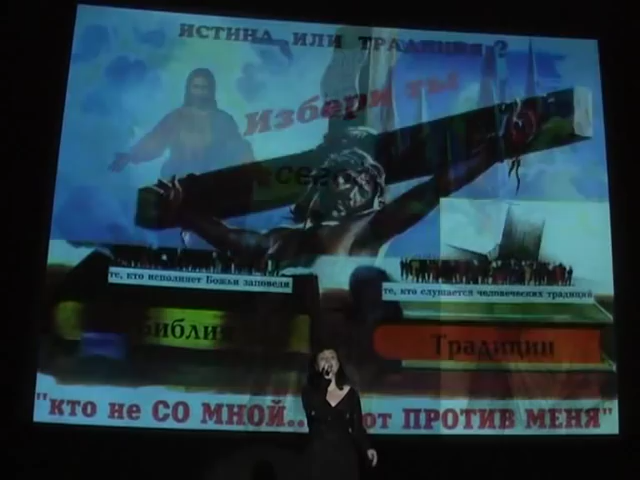 ИСТИНА ИЛИ ТРАДИЦИЯ ?
Избери ты
те, кто исполняет Божьи заповеди
те, кто слушается человеческих традиций
Традиции
"кто не СО МНОЙ.. от ПРОТИВ МЕНЯ"